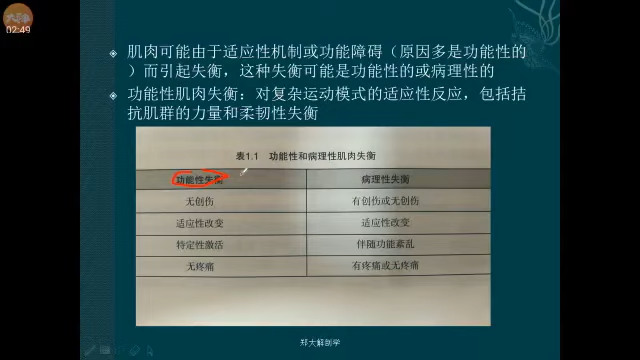 02:49
肌肉可能由于适应性机制或功能障碍（原因多是功能性的
）而引起失衡，这种失衡可能是功能性的或病理性的
功能性肌肉失衡：对复杂运动模式的适应性反应，包括拮
抗肌群的力量和柔韧性失衡
表1.1 功能性和病理性肌肉失衡
功能性失衡 病理性失衡
无创伤 有创伤或无创伤
适应性改变 适应性改变
特定性激活 伴随功能紊乱
无疼痛 有疼痛或无疼痛
郑大解剖学